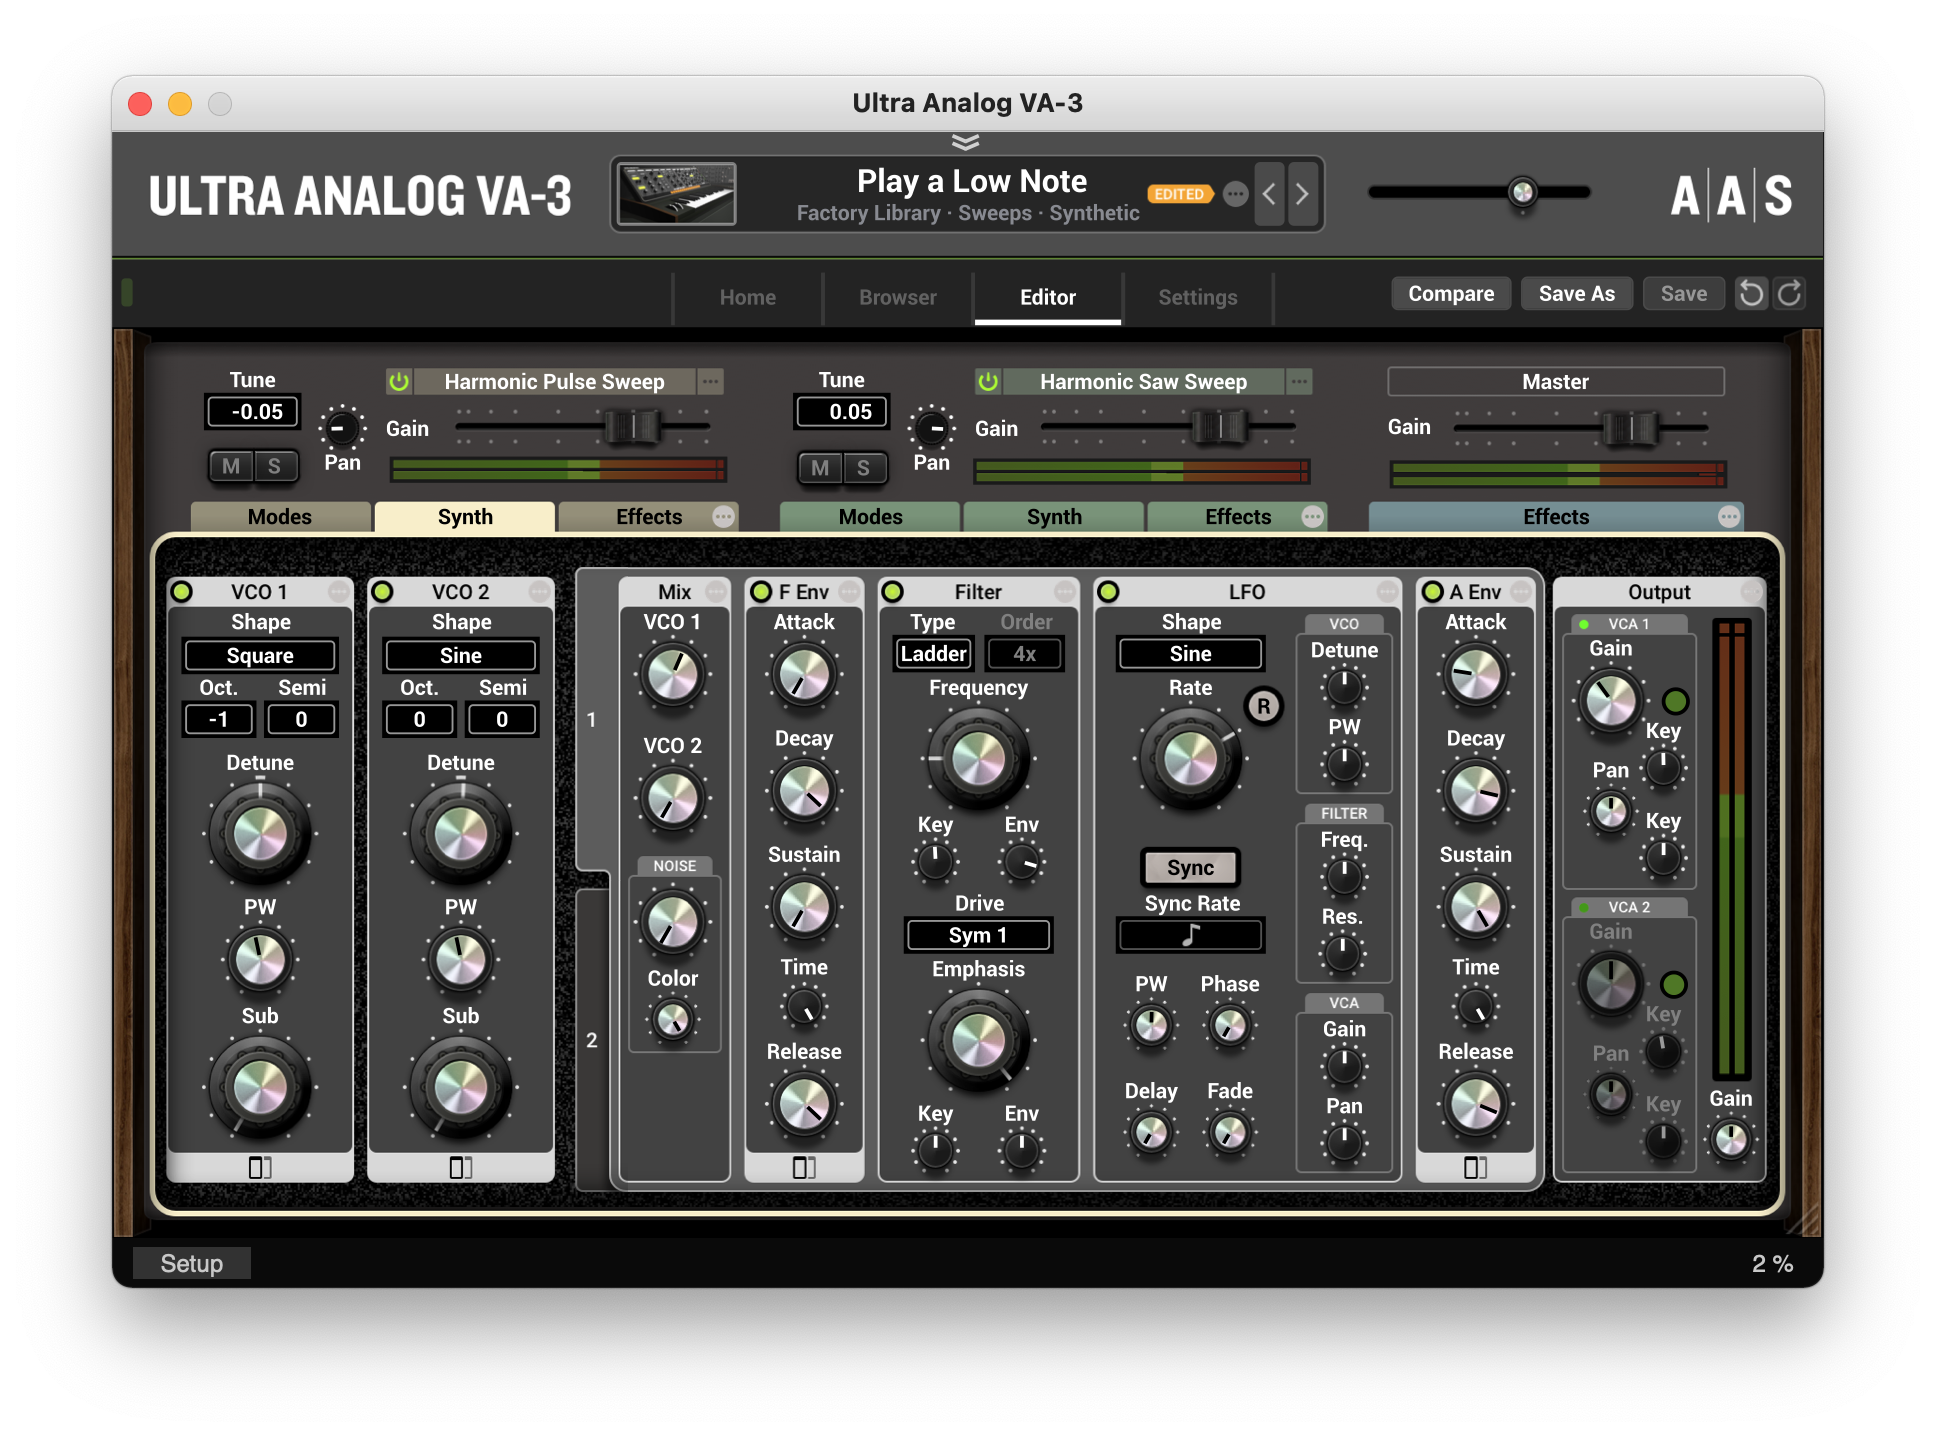 Ultra Analog VA-3
ULTRA ANALOG VA-3
Play a Low Note
EDITED
Factory Library · Sweeps · Synthetic
A|A|S
Home
Browser
Editor
Settings
Compare
Save As
Save
Tune
-0.05
M
S
Pan
Harmonic Pulse Sweep
Gain
Tune
0.05
M
S
Pan
Harmonic Saw Sweep
Gain
Master
Gain
Modes
Synth
Effects
Modes
Synth
Effects
Effects
VCO 1
Shape
Square
Oct.
Semi
-1
0
Detune
PW
Sub
VCO 2
Shape
Sine
Oct.
Semi
0
0
Detune
PW
Sub
1
2
Mix
VCO 1
VCO 2
NOISE
Color
F Env
Attack
Decay
Sustain
Time
Release
Filter
Type
Order
Ladder
4x
Frequency
Key
Env
Drive
Sym 1
Emphasis
Key
Env
LFO
Shape
Sine
Rate
R
Sync
Sync Rate
PW
Phase
Delay
Fade
VCO
Detune
PW
FILTER
Freq.
Res.
VCA
Gain
Pan
A Env
Attack
Decay
Sustain
Time
Release
Output
VCA 1
Gain
Key
Pan
Key
VCA 2
Gain
Key
Pan
Key
Gain
Setup
2 %